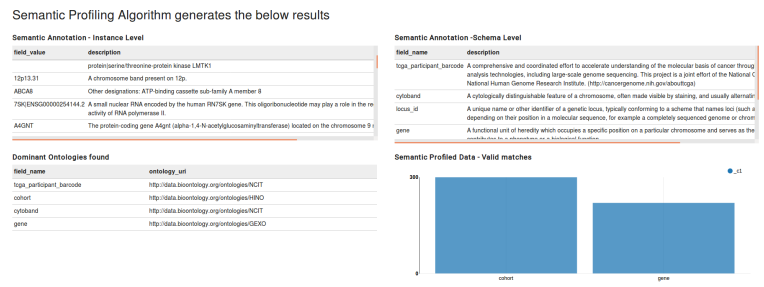 Semantic Profiling Algorithm generates the below results
Semantic Annotation - Instance Level
field_value description
protein|serine/threonine-protein kinase LMTK1
12p13.31 A chromosome band present on 12p.
ABCA8 Other designations: ATP-binding cassette sub-family A member 8
7SK|ENSG00000254144.2 A small nuclear RNA encoded by the human RN7SK gene. This oligoribonucleotide may play a role in the re
activity of RNA polymerase II.
A4GNT The protein-coding gene A4gnt (alpha-1,4-N-acetylglucosaminyltransferase) located on the chromosome 9 r
Semantic Annotation -Schema Level
field_name description
tcga_participant_barcode A comprehensive and coordinated effort to accelerate understanding of the molecular basis of cancer throug
analysis technologies, including large-scale genome sequencing. This project is a joint effort of the National C
National Human Genome Research Institute. (http://cancergenome.nih.gov/abouttcga)
cytoband A cytologically distinguishable feature of a chromosome, often made visible by staining, and usually alternatin
locus_id A unique name or other identifier of a genetic locus, typically conforming to a scheme that names loci (such a
depending on their position in a molecular sequence, for example a completely sequenced genome or chrom
gene A functional unit of heredity which occupies a specific position on a particular chromosome and serves as the
contributes to a phenotype or a biological function.
Dominant Ontologies found
field_name ontology_url
tcga_participant_barcode http://data.bioontology.org/ontologies/NCIT
cohort http://data.bioontology.org/ontologies/HINO
cytoband http://data.bioontology.org/ontologies/NCIT
gene http://data.bioontology.org/ontologies/GEXO
Semantic Profiled Data - Valid matches
_c1
300
0
cohort gene